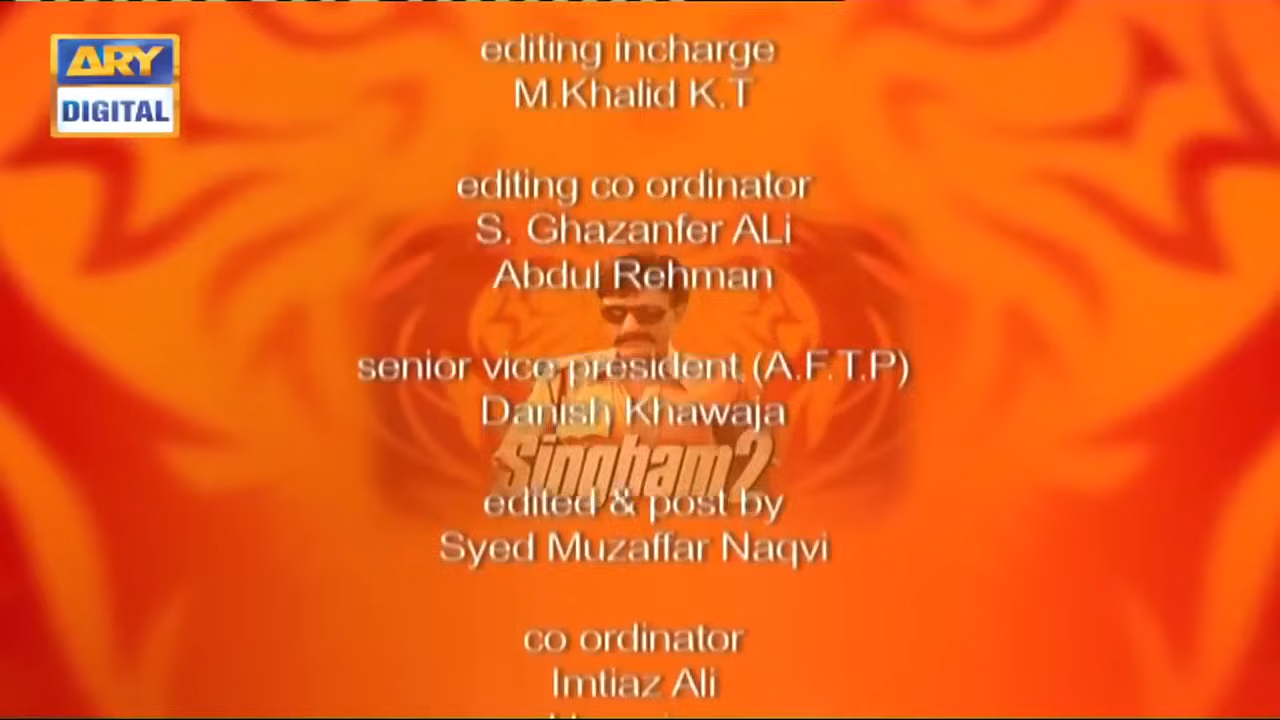 ARY
DIGITAL
editing incharge
M.Khalid K.T
editing co ordinator
S. Ghazanfer ALi
Abdul Rehman
senior vice president (A.F.T.P)
Danish Khawaja
Singham2
edited & post by
Syed Muzaffar Naqvi
co ordinator
Imtiaz Ali